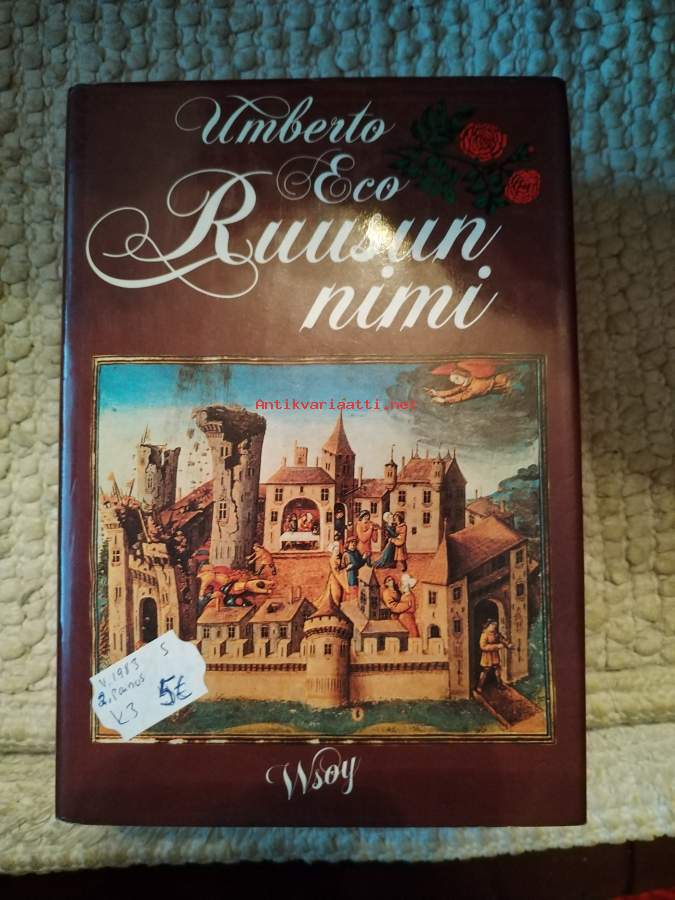 Umberto
Eco
Ruusun
nimi
Antikvariaatti.net
v. 1983 S
2. painos
K3 5€
Wsoy